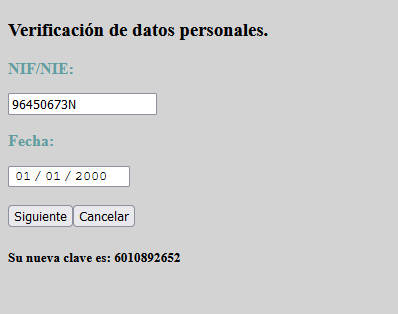 Verificación de datos personales.
NIF/NIE:
96450673N
Fecha:
01 / 01 / 2000
Siguiente Cancelar
Su nueva clave es: 6010892652